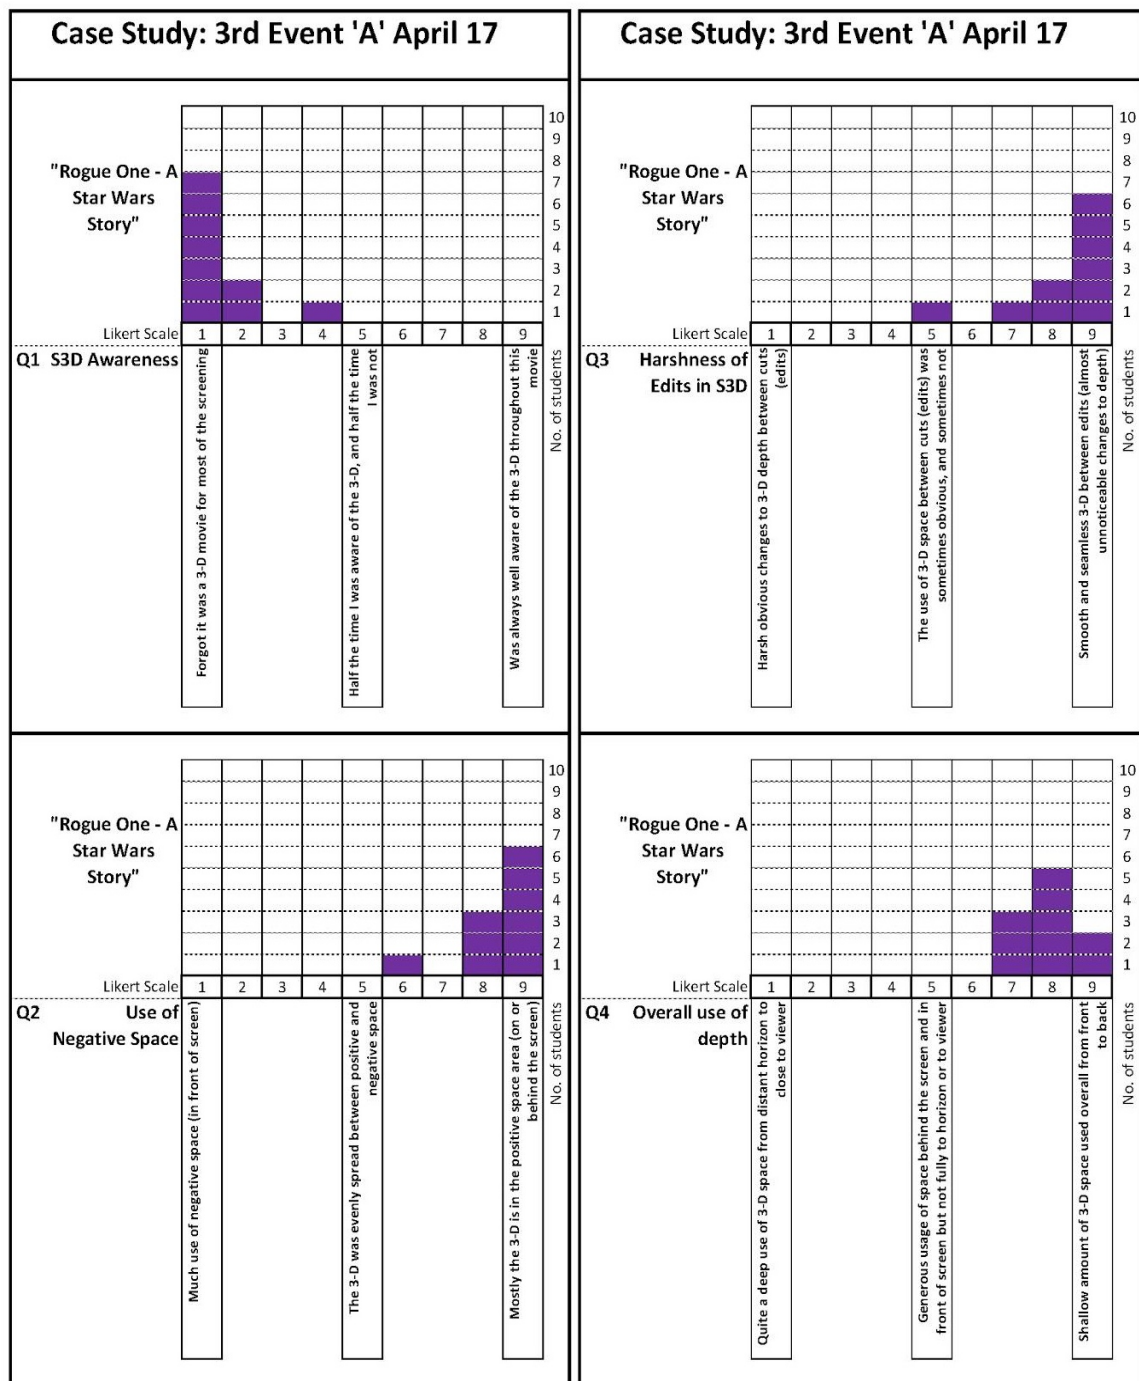 Case Study: 3rd Event 'A' April 17
"Rogue One - A
Star Wars
Story"
10
9
8
7
6
5
4
3
2
1
Likert Scale 1 2 3 4 5 6 7 8 9
Q1 S3D Awareness
Forgot it was a 3-D movie for most of the screening
Half the time I was aware of the 3-D, and half the time
I was not
Was always well aware of the 3-D throughout this
movie
No. of students
Case Study: 3rd Event 'A' April 17
"Rogue One - A
Star Wars
Story"
10
9
8
7
6
5
4
3
2
1
Likert Scale 1 2 3 4 5 6 7 8 9
Q3 Harshness of
Edits in S3D
Harsh obvious changes to 3-D depth between cuts
(edits)
The use of 3-D space between cuts (edits) was
sometimes obvious, and sometimes not
Smooth and seamless 3-D between edits (almost
unnoticeable changes to depth)
No. of students
"Rogue One - A
Star Wars
Story"
10
9
8
7
6
5
4
3
2
1
Likert Scale 1 2 3 4 5 6 7 8 9
Q2 Use of
Negative Space
Much use of negative space (in front of screen)
The 3-D was evenly spread between positive and
negative space
Mostly the 3-D is in the positive space area (on or
behind the screen)
No. of students
"Rogue One - A
Star Wars
Story"
10
9
8
7
6
5
4
3
2
1
Likert Scale 1 2 3 4 5 6 7 8 9
Q4 Overall use of
depth
Quite a deep use of 3-D space from distant horizon to
close to viewer
Generous usage of space behind the screen and in
front of screen but not fully to horizon or to viewer
Shallow amount of 3-D space used overall from front
to back
No. of students